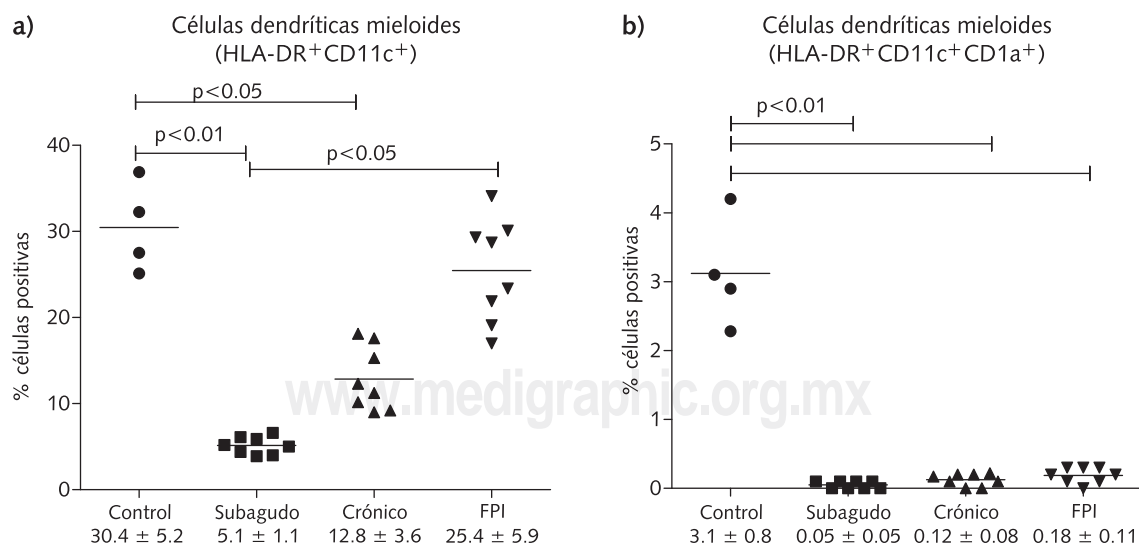 a)
Células dendríticas mieloides
(HLA-DR+CD11c+)
p<0.05
p<0.01
p<0.05
% células positivas
40
30
20
10
0
Control
30.4 ± 5.2
Subagudo
5.1 ± 1.1
Crónico
12.8 ± 3.6
FPI
25.4 ± 5.9
b)
Células dendríticas mieloides
(HLA-DR+CD11c+CD1a+)
p<0.01
% células positivas
5
4
3
2
1
0
Control
3.1 ± 0.8
Subagudo
0.05 ± 0.05
Crónico
0.12 ± 0.08
FPI
0.18 ± 0.11
www.medigraphic.org.mx